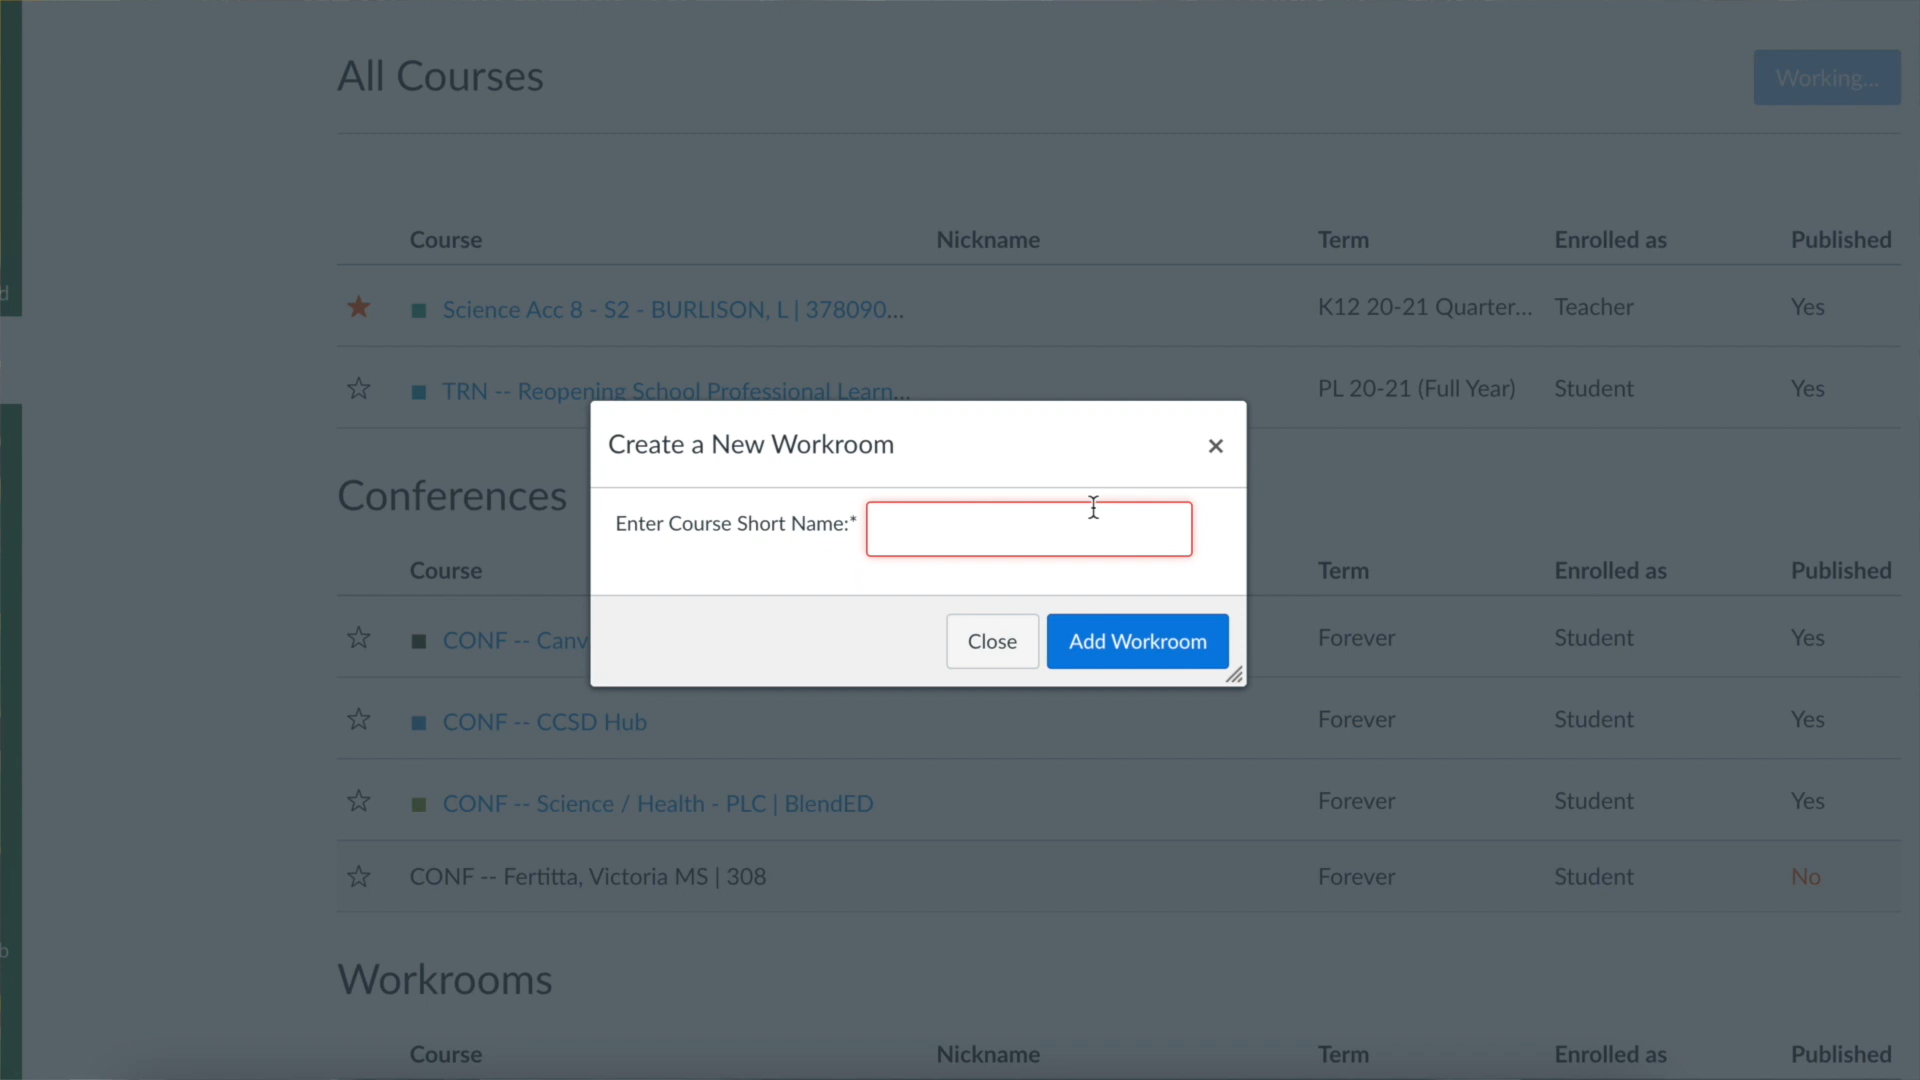 All Courses
Working...
Course Nickname Term Enrolled as Published
Science Acc 8 - S2 - BURLISON, L | 378090... K12 20-21 Quarter... Teacher Yes
TRN -- Reopening School Professional Learn... PL 20-21 (Full Year) Student Yes
Create a New Workroom ×
Enter Course Short Name:*
Close Add Workroom
Conferences
Course Term Enrolled as Published
CONF -- Canv Forever Student Yes
CONF -- CCSD Hub Forever Student Yes
CONF -- Science / Health - PLC | BlendED Forever Student Yes
CONF -- Fertitta, Victoria MS | 308 Forever Student No
Workrooms
Course Nickname Term Enrolled as Published
d
b